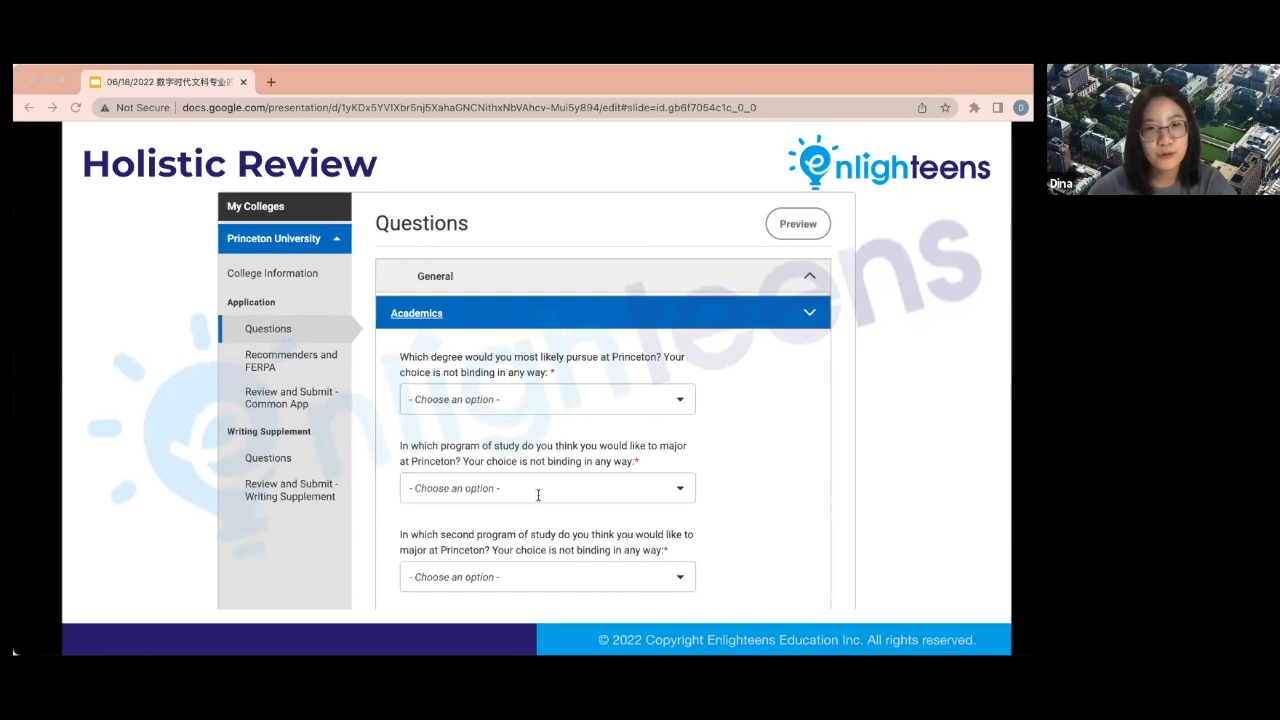 06/18/2022 数字时代文科专业的
Not Secure
docs.google.com/presentation/d/1yKDx5YVIXbr5nj5XahaGNCNithxNbVAhcv-Mui5y894/edit#slide=id.gb6f7054c1c_0_0
D
Holistic Review
enlighteens
My Colleges
Princeton University
College Information
Application
Questions
Recommenders and
FERPA
Review and Submit -
Common App
Writing Supplement
Questions
Review and Submit -
Writing Supplement
Questions
Preview
General
Academics
Which degree would you most likely pursue at Princeton? Your
choice is not binding in any way: *
- Choose an option -
In which program of study do you think you would like to major
at Princeton? Your choice is not binding in any way:*
- Choose an option -
In which second program of study do you think you would like to
major at Princeton? Your choice is not binding in any way:*
- Choose an option -
enlighteens
© 2022 Copyright Enlighteens Education Inc. All rights reserved.
Dina